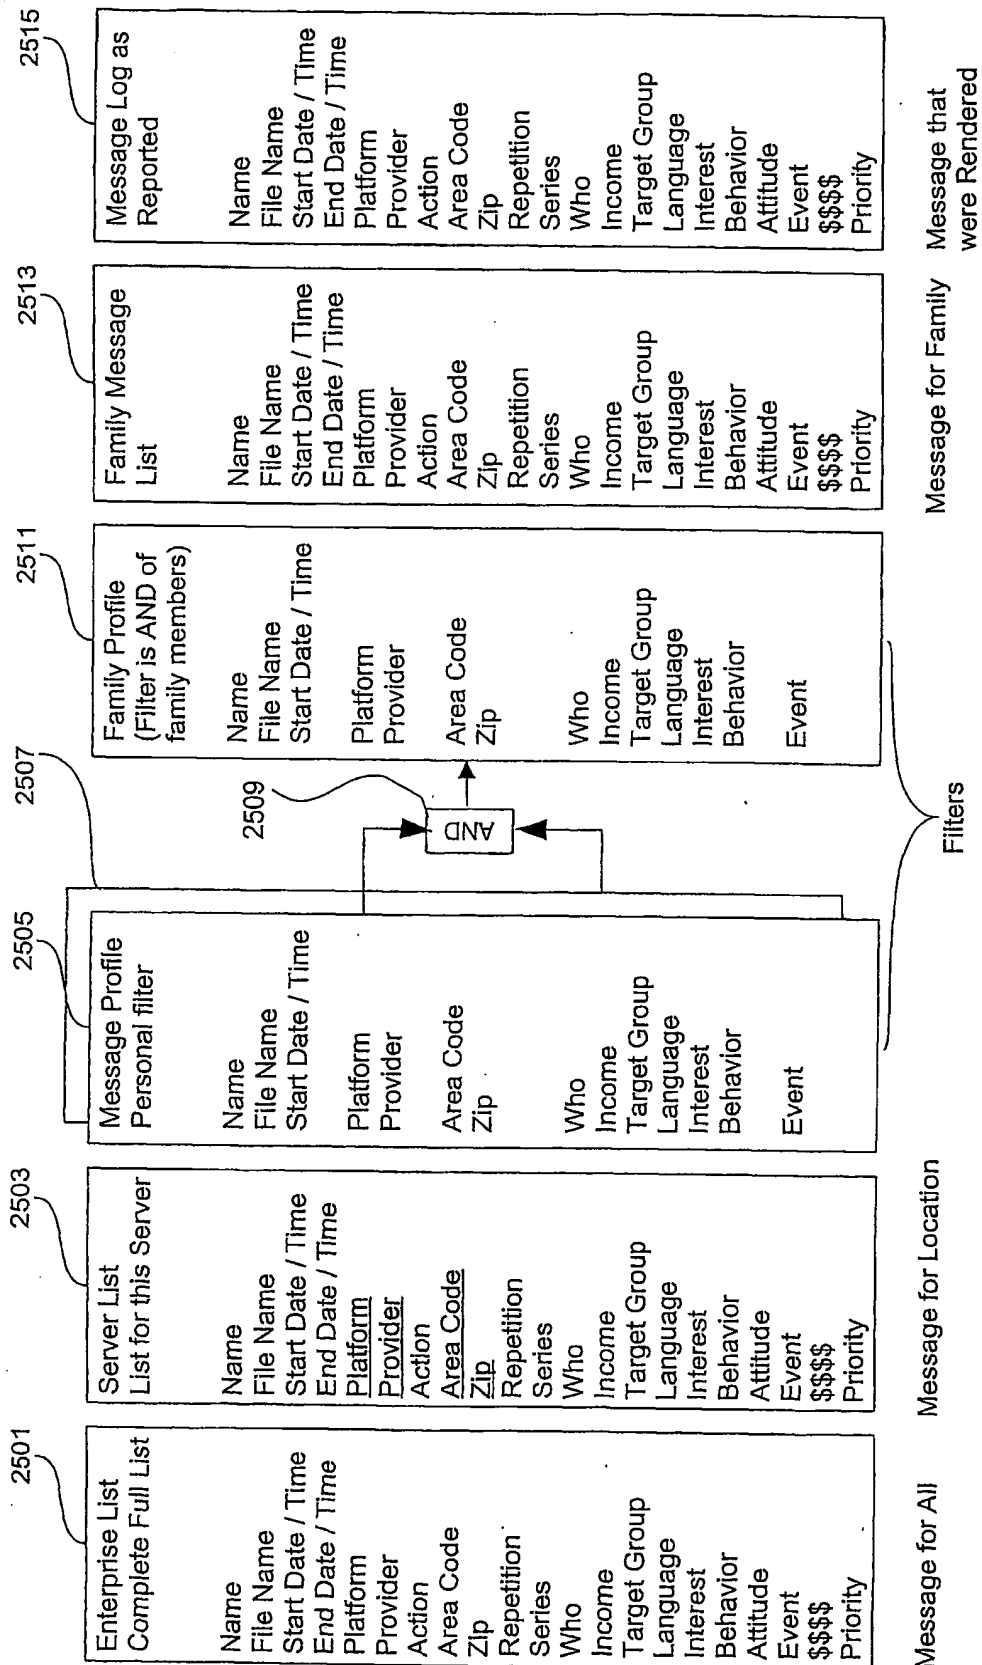 2501
Enterprise List
Complete Full List
Name
File Name
Start Date / Time
End Date / Time
Platform
Provider
Action
Area Code
Zip
Repetition
Series
Who
Income
Target Group
Language
Interest
Behavior
Attitude
Event
$$$$
Priority
Message for All
2503
Server List
List for this Server
Name
File Name
Start Date / Time
End Date / Time
Platform
Provider
Action
Area Code
Zip
Repetition
Series
Who
Income
Target Group
Language
Interest
Behavior
Attitude
Event
$$$$
Priority
Message for Location
2505
Message Profile
Personal filter
Name
File Name
Start Date / Time
Platform
Provider
Area Code
Zip
Who
Income
Target Group
Language
Interest
Behavior
Event
2507
2509
AND
2511
Family Profile
(Filter is AND of
family members)
Name
File Name
Start Date / Time
Platform
Provider
Area Code
Zip
Who
Income
Target Group
Language
Interest
Behavior
Event
Filters
2513
Family Message
List
Name
File Name
Start Date / Time
End Date / Time
Platform
Provider
Action
Area Code
Zip
Repetition
Series
Who
Income
Target Group
Language
Interest
Behavior
Attitude
Event
$$$$
Priority
Message for Family
2515
Message Log as
Reported
Name
File Name
Start Date / Time
End Date / Time
Platform
Provider
Action
Area Code
Zip
Repetition
Series
Who
Income
Target Group
Language
Interest
Behavior
Attitude
Event
$$$$
Priority
Message that
were Rendered